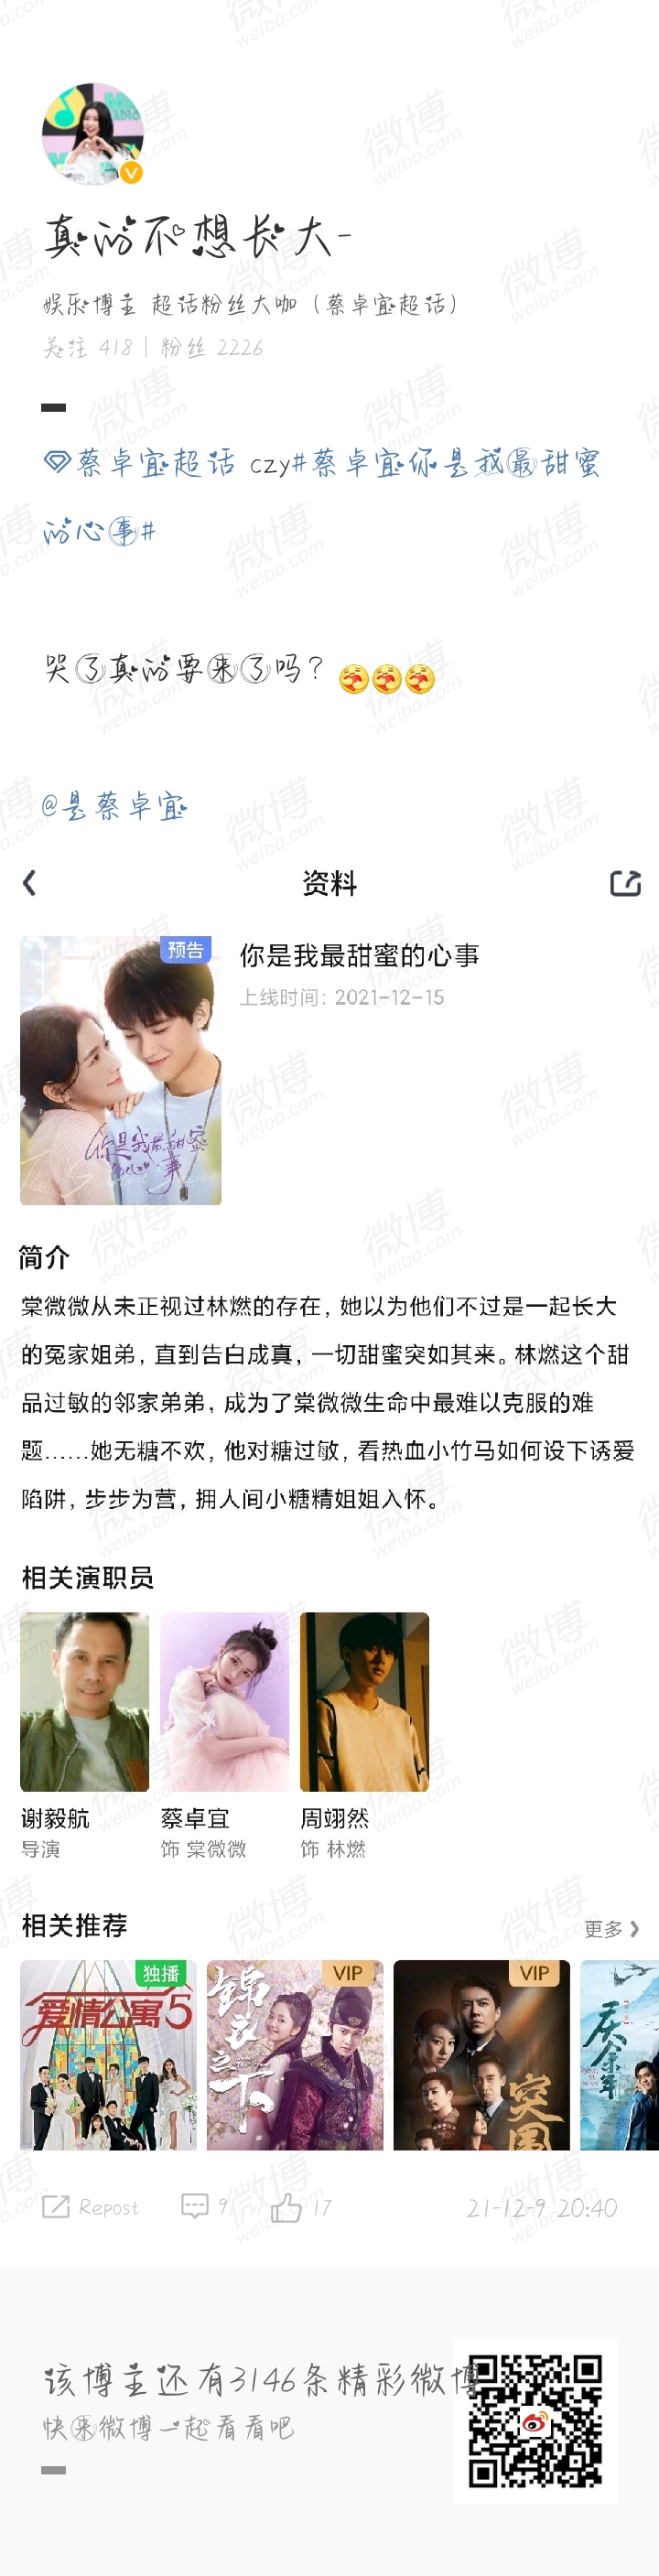 真的不想长大-
娱乐博主 超话粉丝大咖（蔡卓宜超话）
关注 418 | 粉丝 2226
蔡卓宜超话 czy#蔡卓宜你是我最甜蜜
的心事#
哭了真的要来了吗？
@是蔡卓宜
资料
预告
你是我最甜蜜的心事
上线时间：2021-12-15
你是我最甜蜜
的心事
简介
棠微微从未正视过林燃的存在，她以为他们不过是一起长大
的冤家姐弟，直到告白成真，一切甜蜜突如其来。林燃这个甜
品过敏的邻家弟弟，成为了棠微微生命中最难以克服的难
题......她无糖不欢，他对糖过敏，看热血小竹马如何设下诱爱
陷阱，步步为营，拥人间小糖精姐姐入怀。
相关演职员
谢毅航 蔡卓宜 周翊然
导演 饰 棠微微 饰 林燃
相关推荐 更多
独播 VIP VIP
爱情公寓5
锦衣之下
突围
庆余年
Repost 9 17 21-12-9 20:40
该博主还有3146条精彩微博
快来微博一起看看吧
微博
weibo.com